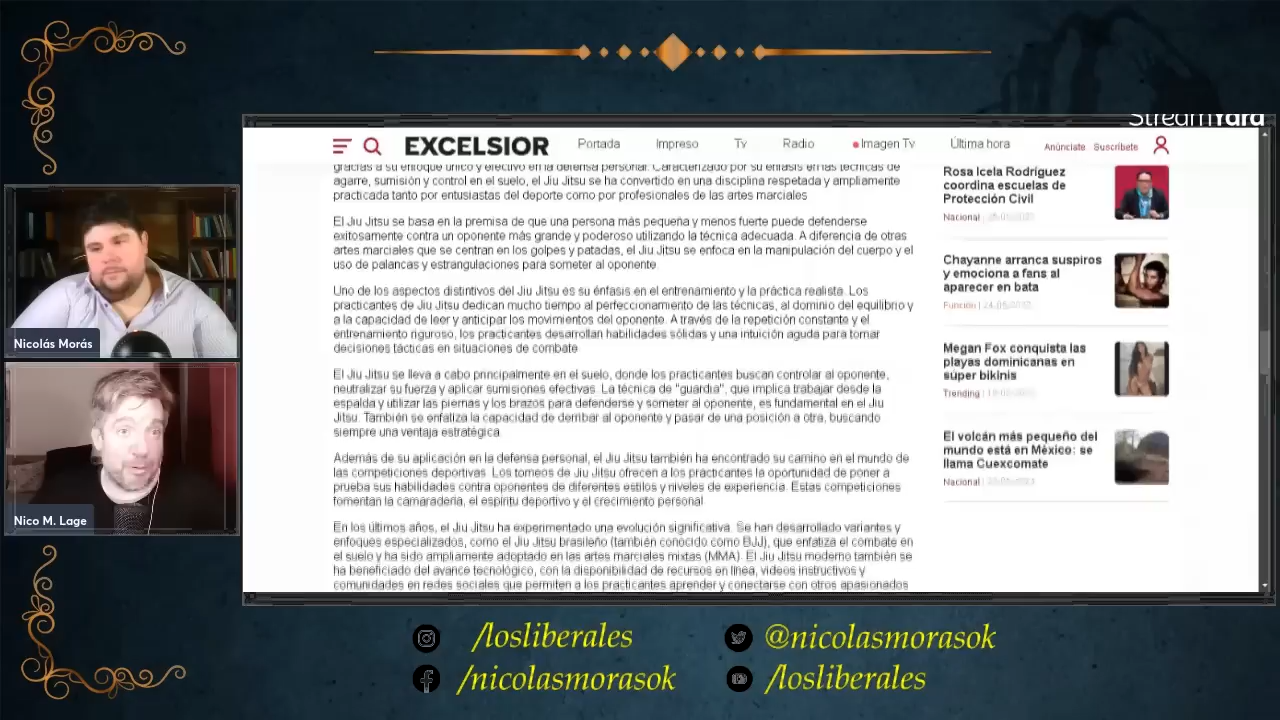 StreamYard
EXCELSIOR
Portada
Impreso
Tv
Radio
Imagen Tv
Última hora
Anúnciate
Suscríbete
gracias a su enfoque único y efectivo en la defensa personal. Caracterizado por su énfasis en las técnicas de
agarre, sumisión y control en el suelo, el Jiu Jitsu se ha convertido en una disciplina respetada y ampliamente
practicada tanto por entusiastas del deporte como por profesionales de las artes marciales
El Jiu Jitsu se basa en la premisa de que una persona más pequeña y menos fuerte puede defenderse
exitosamente contra un oponente más grande y poderoso utilizando la técnica adecuada. A diferencia de otras
artes marciales que se centran en los golpes y patadas, el Jiu Jitsu se enfoca en la manipulación del cuerpo y el
uso de palancas y estrangulaciones para someter al oponente
Uno de los aspectos distintivos del Jiu Jitsu es su énfasis en el entrenamiento y la práctica realista. Los
practicantes de Jiu Jitsu dedican mucho tiempo al perfeccionamiento de las técnicas, al dominio del equilibrio y
a la capacidad de leer y anticipar los movimientos del oponente. A través de la repetición constante y el
entrenamiento riguroso, los practicantes desarrollan habilidades sólidas y una intuición aguda para tomar
decisiones tácticas en situaciones de combate
El Jiu Jitsu se lleva a cabo principalmente en el suelo, donde los practicantes buscan controlar al oponente,
neutralizar su fuerza y aplicar sumisiones efectivas. La técnica de "guardia", que implica trabajar desde la
espalda y utilizar las piernas y los brazos para defenderse y someter al oponente, es fundamental en el Jiu
Jitsu. También se enfatiza la capacidad de derribar al oponente y pasar de una posición a otra, buscando
siempre una ventaja estratégica
Además de su aplicación en la defensa personal, el Jiu Jitsu también ha encontrado su camino en el mundo de
las competiciones deportivas. Los torneos de Jiu Jitsu ofrecen a los practicantes la oportunidad de poner a
prueba sus habilidades contra oponentes de diferentes estilos y niveles de experiencia. Estas competiciones
fomentan la camaradería, el espíritu deportivo y el crecimiento personal
En los últimos años, el Jiu Jitsu ha experimentado una evolución significativa. Se han desarrollado variantes y
enfoques especializados, como el Jiu Jitsu brasileño (también conocido como BJJ), que enfatiza el combate en
el suelo y ha sido ampliamente adoptado en las artes marciales mixtas (MMA). El Jiu Jitsu moderno también se
ha beneficiado del avance tecnológico, con la disponibilidad de recursos en línea, videos instructivos y
comunidades en redes sociales que permiten a los practicantes aprender y conectarse con otros apasionados
Rosa Icela Rodríguez
coordina escuelas de
Protección Civil
Nacional
Chayanne arranca suspiros
y emociona a fans al
aparecer en bata
Función
Megan Fox conquista las
playas dominicanas en
súper bikinis
Trending
El volcán más pequeño del
mundo está en México: se
llama Cuexcomate
Nacional
Nicolás Morás
Nico M. Lage
/losliberales
@nicolasmorasok
/nicolasmorasok
/losliberales